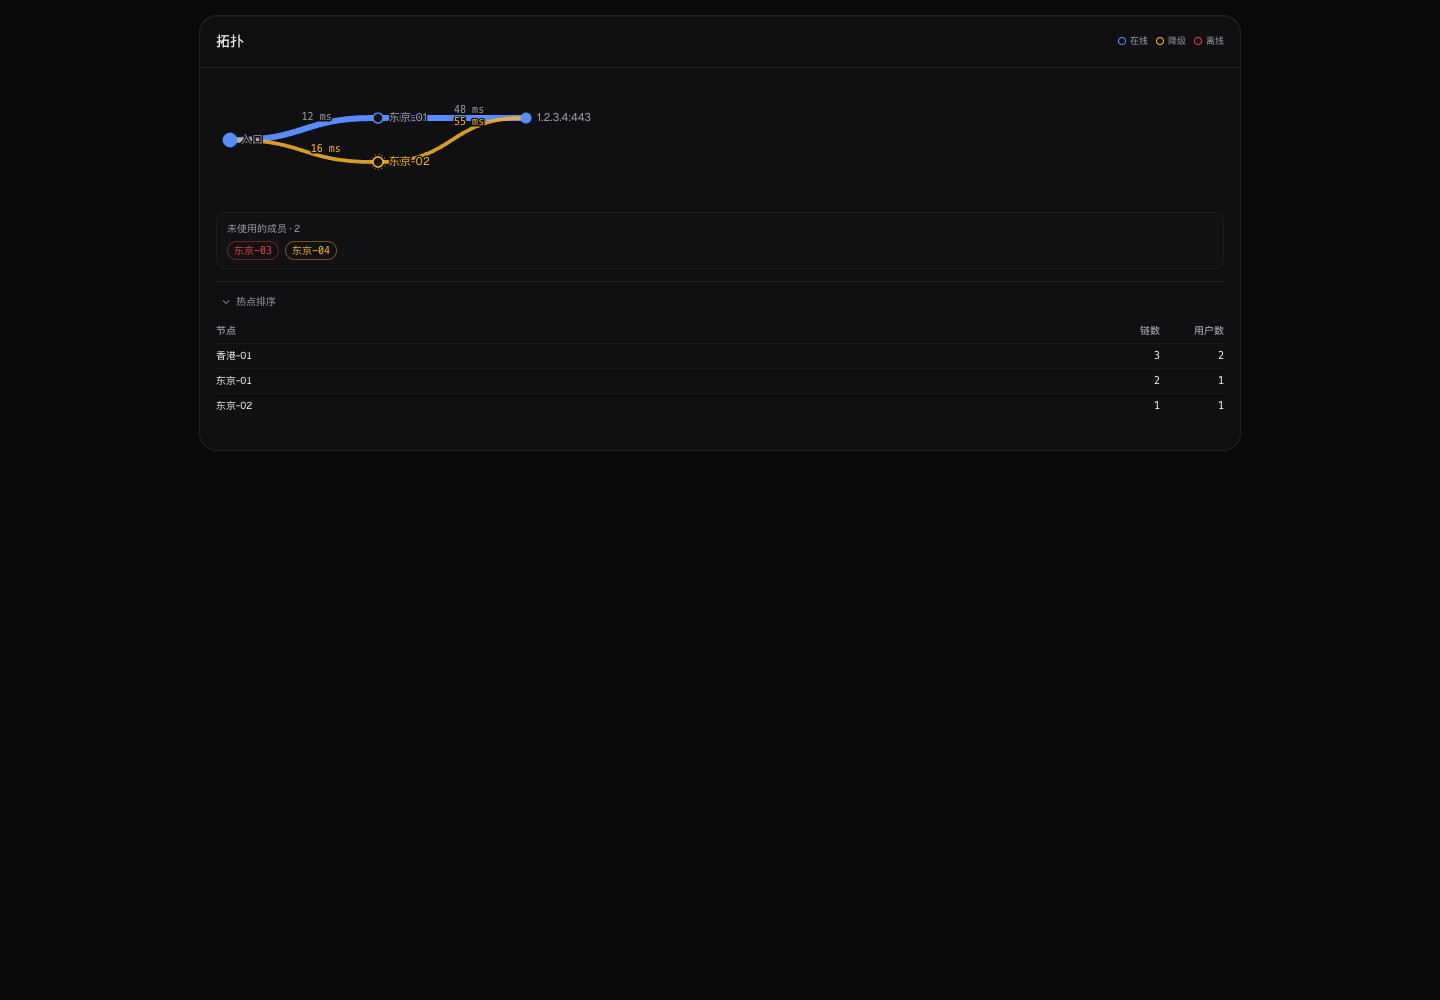 拓扑
在线 降级 离线
12 ms
48 ms
东京-01
1.2.3.4:443
55 ms
入口
16 ms
东京-02
未使用的成员 · 2
东京-03 东京-04
热点排序
节点 链数 用户数
香港-01 3 2
东京-01 2 1
东京-02 1 1